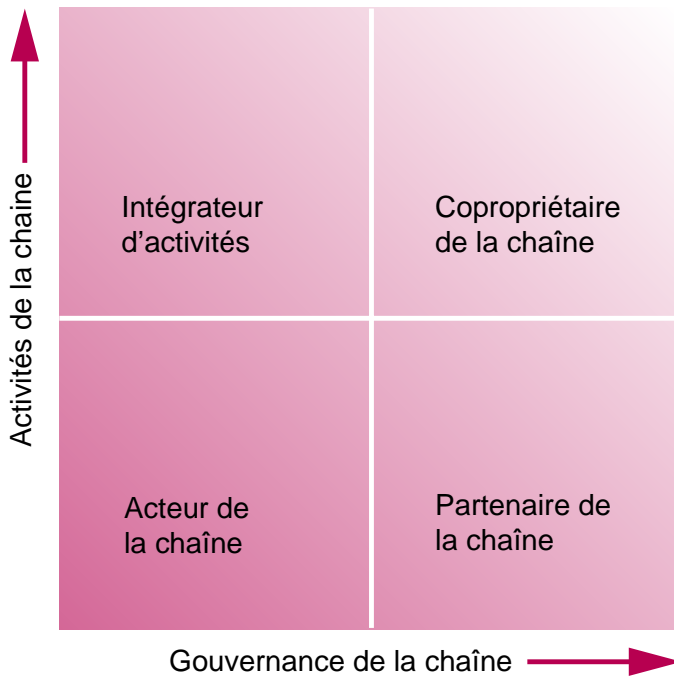 Activités de la chaine
Intégrateur
d'activités
Copropriétaire
de la chaîne
Acteur de
la chaîne
Partenaire de
la chaîne
Gouvernance de la chaîne